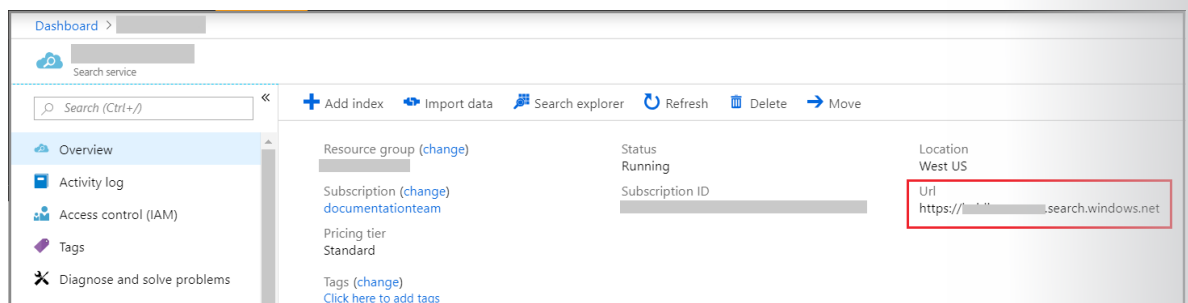 Dashboard >
Search service
Search (Ctrl+/)
«
Add index
Import data
Search explorer
Refresh
Delete
Move
Overview
Activity log
Access control (IAM)
Tags
Diagnose and solve problems
Resource group (change)
Subscription (change)
documentationteam
Pricing tier
Standard
Tags (change)
Click here to add tags
Status
Running
Subscription ID
Location
West US
Url
https:// .search.windows.net